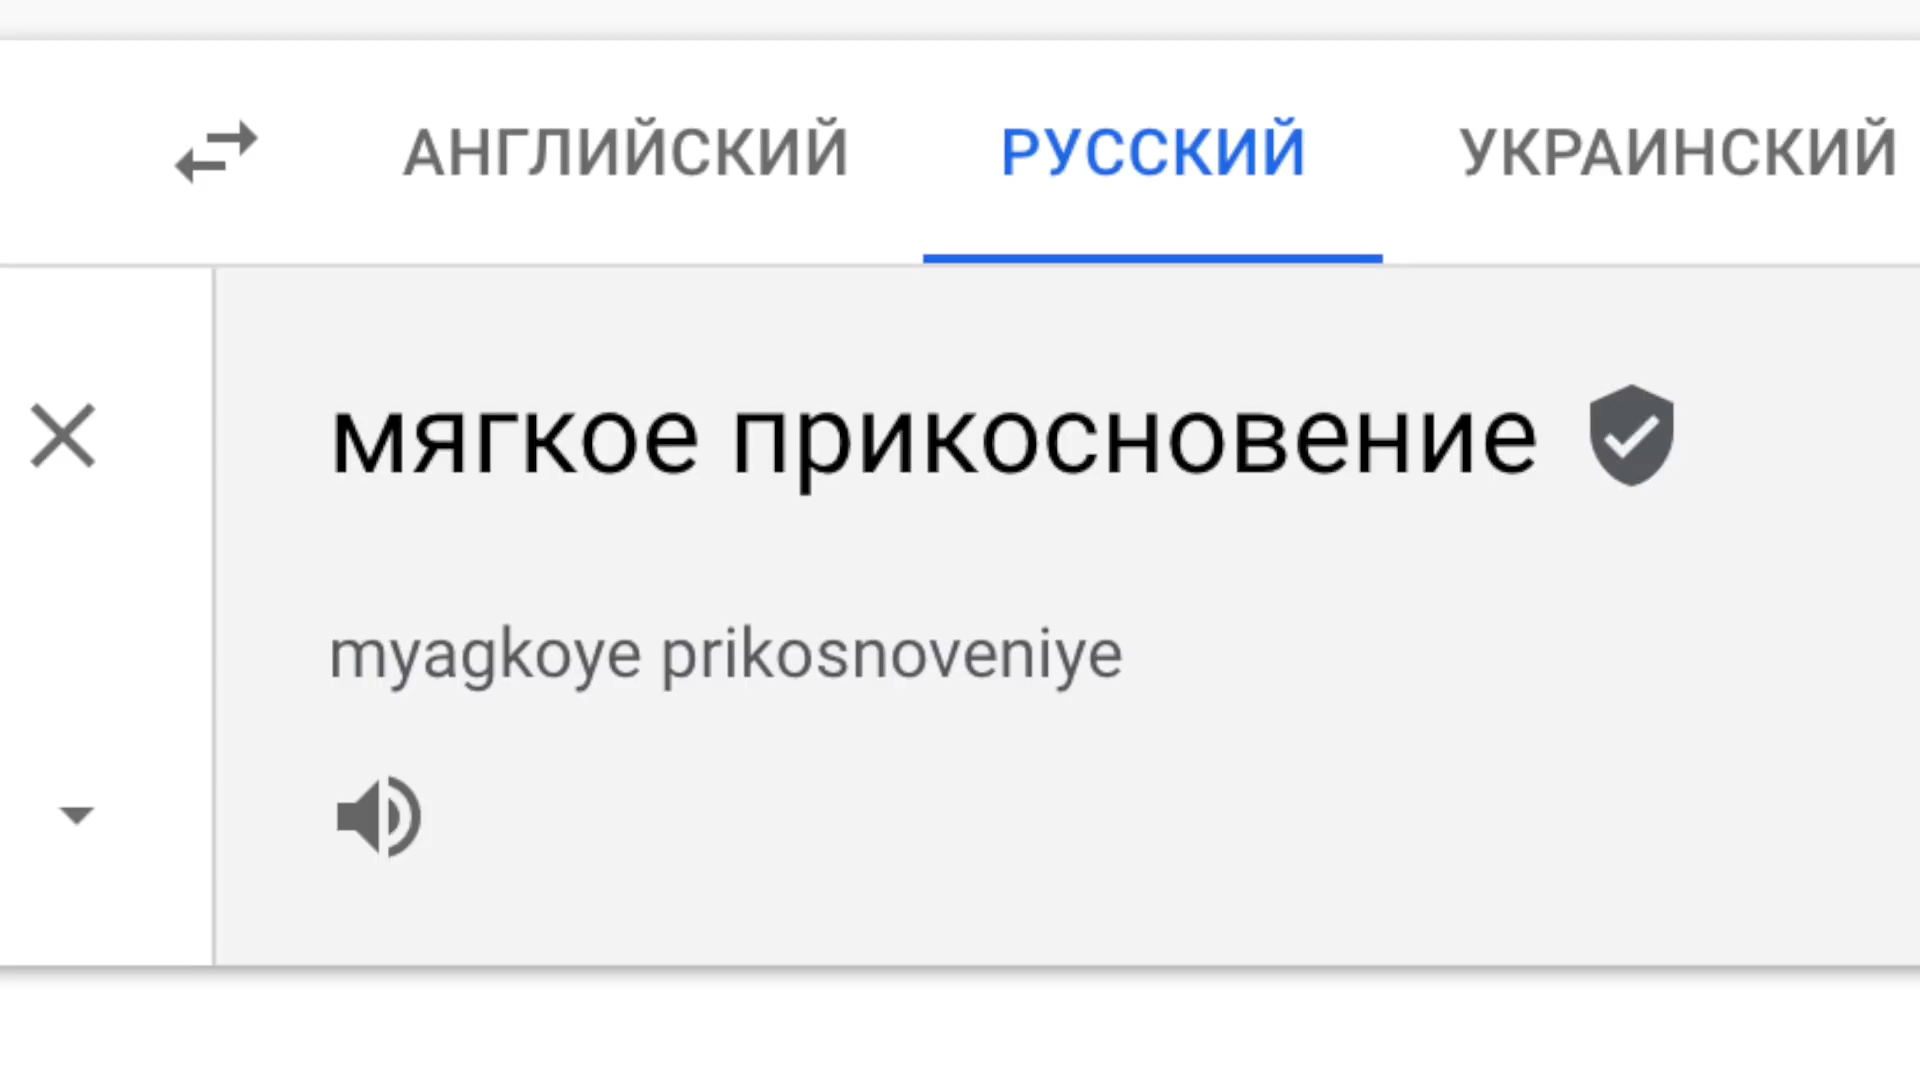 АНГЛИЙСКИЙ РУССКИЙ УКРАИНСКИЙ
мягкое прикосновение
myagkoye prikosnoveniye